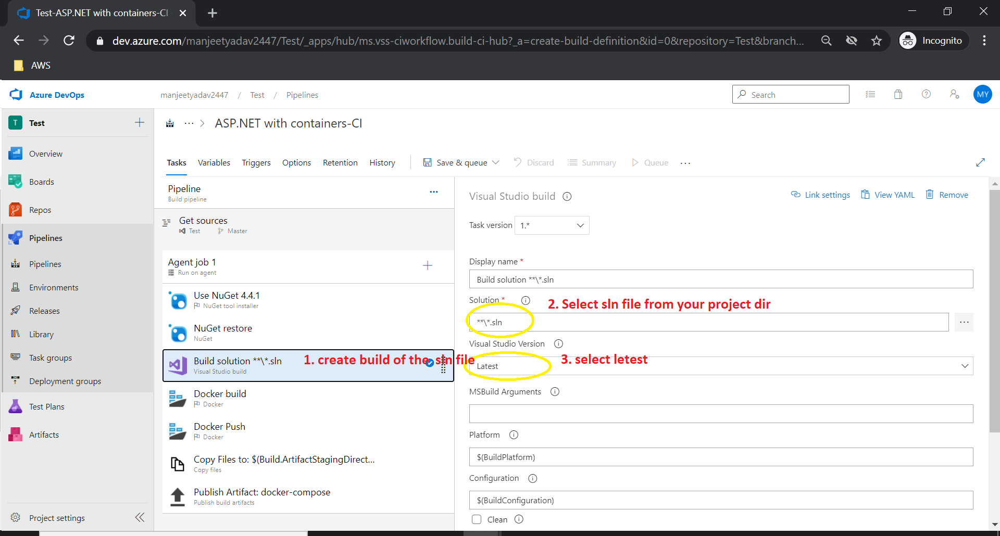 Test-ASP.NET with containers-CI
dev.azure.com/manjeetyadav2447/Test/_apps/hub/ms.vss-ciworkflow.build-ci-hub?_a=create-build-definition&id=0&repository=Test&branch...
Incognito
AWS
Azure DevOps
manjeetyadav2447 / Test / Pipelines
Search
MY
T Test
ASP.NET with containers-CI
Overview
Boards
Repos
Pipelines
Pipelines
Environments
Releases
Library
Task groups
Deployment groups
Test Plans
Artifacts
Project settings
Tasks Variables Triggers Options Retention History Save & queue Discard Summary Queue ...
Pipeline
Build pipeline
Get sources
Test Master
Agent job 1
Run on agent
Use NuGet 4.4.1
NuGet tool installer
NuGet restore
NuGet
Build solution **\*.sln
Visual Studio build
1. create build of the sln file
Docker build
Docker
Docker Push
Docker
Copy Files to: $(Build.ArtifactStagingDirect...
Copy files
Publish Artifact: docker-compose
Publish build artifacts
Visual Studio build
Link settings View YAML Remove
Task version 1.*
Display name *
Build solution **\*.sln
Solution *
2. Select sln file from your project dir
**\*.sln
...
Visual Studio Version
3. select letest
Latest
MSBuild Arguments
Platform
$(BuildPlatform)
Configuration
$(BuildConfiguration)
Clean